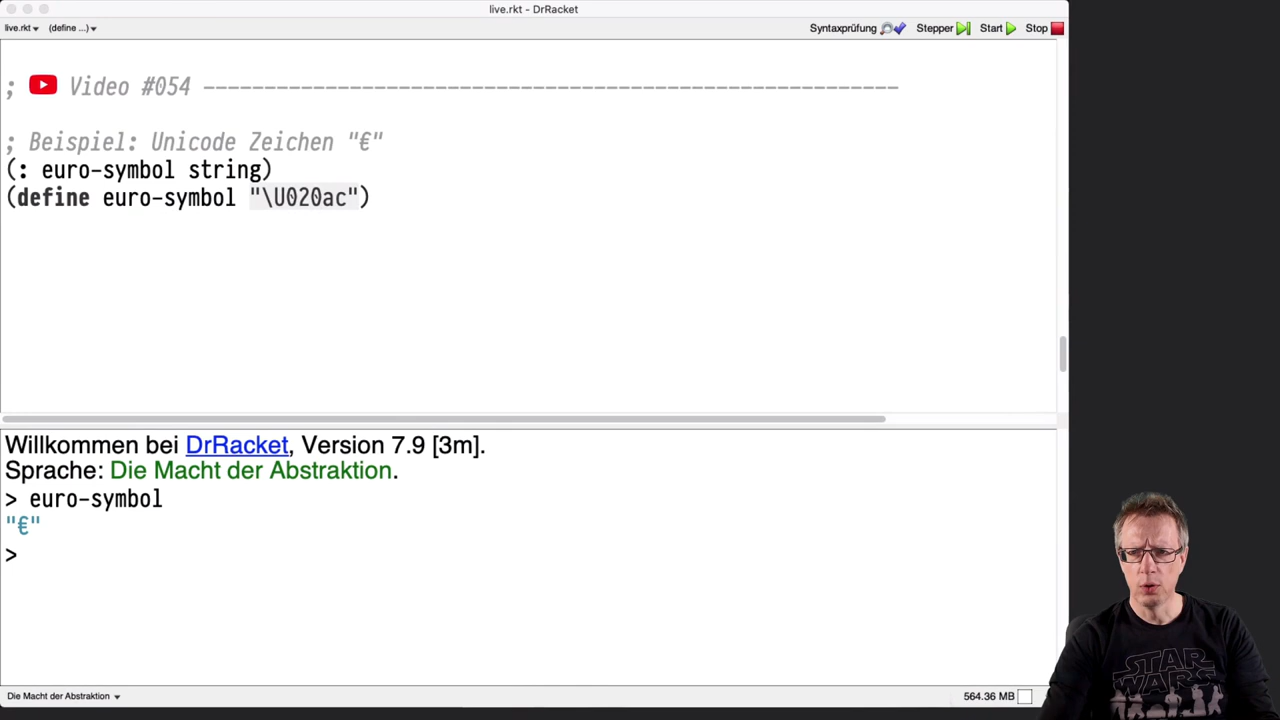 live.rkt - DrRacket
live.rkt (define ...) Syntaxprüfung Stepper Start Stop
; Video #054 ---------------------------------------------------------
; Beispiel: Unicode Zeichen "€"
(: euro-symbol string)
(define euro-symbol "\U020ac")
Willkommen bei DrRacket, Version 7.9 [3m].
Sprache: Die Macht der Abstraktion.
> euro-symbol
"€"
>
STAR
WARS
Die Macht der Abstraktion 564.36 MB